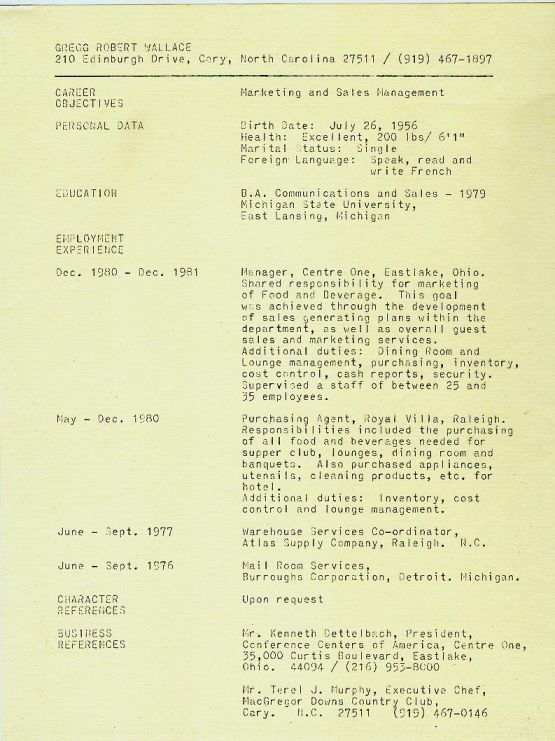 GREGG ROBERT WALLACE
210 Edinburgh Drive, Cary, North Carolina 27511 / (919) 467-1897
CAREER OBJECTIVES
Marketing and Sales Management
PERSONAL DATA
Birth Date: July 26, 1956
Health: Excellent, 200 lbs/ 6'1"
Marital Status: Single
Foreign Language: Speak, read and
write French
EDUCATION
B.A. Communications and Sales - 1979
Michigan State University,
East Lansing, Michigan
EMPLOYMENT
EXPERIENCE
Dec. 1980 - Dec. 1981
Manager, Centre One, Eastlake, Ohio.
Shared responsibility for marketing
of Food and Beverage. This goal
was achieved through the development
of sales generating plans within the
department, as well as overall guest
sales and marketing services.
Additional duties: Dining Room and
Lounge management, purchasing, inventory,
cost control, cash reports, security.
Supervised a staff of between 25 and
35 employees.
May - Dec. 1980
Purchasing Agent, Royal Villa, Raleigh.
Responsibilities included the purchasing
of all food and beverages needed for
supper club, lounges, dining room and
banquets. Also purchased appliances,
utensils, cleaning products, etc. for
hotel.
Additional duties: Inventory, cost
control and lounge management.
June - Sept. 1977
Warehouse Services Co-ordinator,
Atlas Supply Company, Raleigh. N.C.
June - Sept. 1976
Mail Room Services,
Burroughs Corporation, Detroit. Michigan.
CHARACTER
REFERENCES
Upon request
BUSINESS
REFERENCES
Mr. Kenneth Dettelbach, President,
Conference Centers of America, Centre One,
35,000 Curtis Boulevard, Eastlake,
Ohio. 44094 / (216) 953-8000
Mr. Terel J. Murphy, Executive Chef,
MacGregor Downs Country Club,
Cary. N.C. 27511 (919) 467-0146